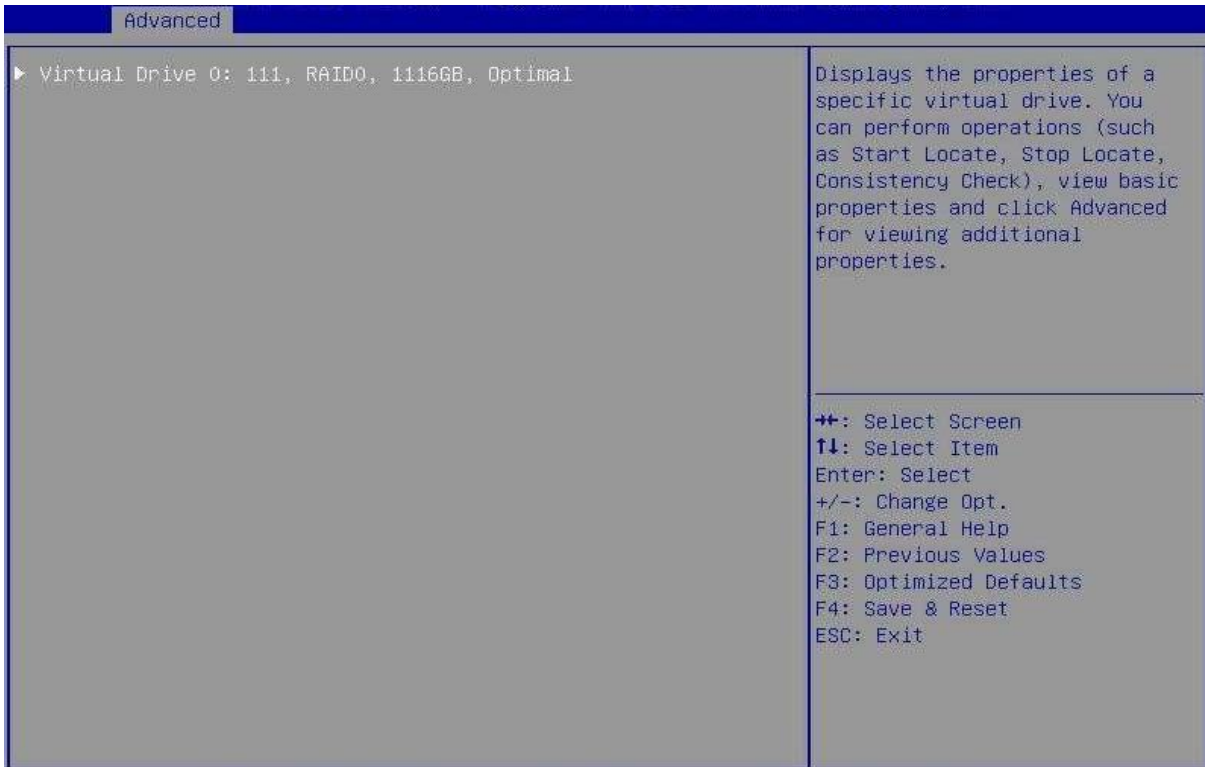 Advanced
▶ Virtual Drive 0: 111, RAID0, 1116GB, Optimal
Displays the properties of a
specific virtual drive. You
can perform operations (such
as Start Locate, Stop Locate,
Consistency Check), view basic
properties and click Advanced
for viewing additional
properties.
→←: Select Screen
↑↓: Select Item
Enter: Select
+/-: Change Opt.
F1: General Help
F2: Previous Values
F3: Optimized Defaults
F4: Save & Reset
ESC: Exit